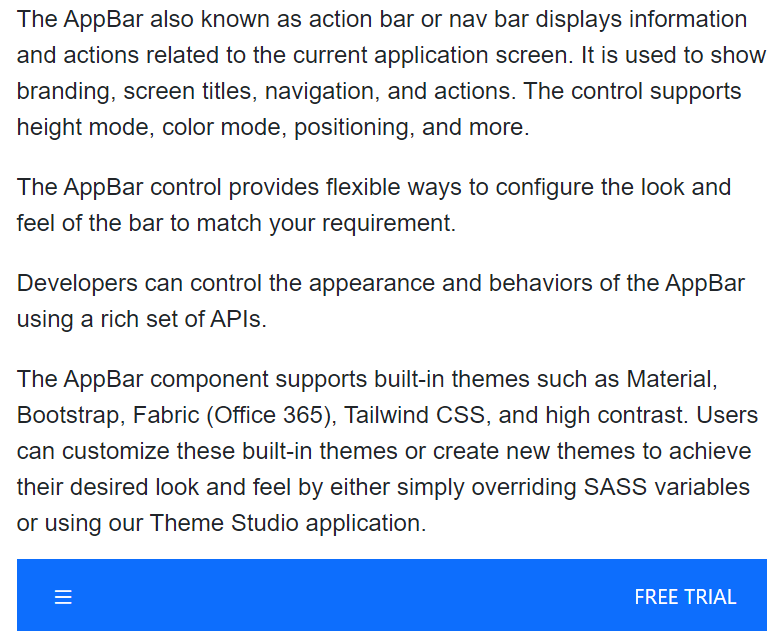 The AppBar also known as action bar or nav bar displays information
and actions related to the current application screen. It is used to show
branding, screen titles, navigation, and actions. The control supports
height mode, color mode, positioning, and more.
The AppBar control provides flexible ways to configure the look and
feel of the bar to match your requirement.
Developers can control the appearance and behaviors of the AppBar
using a rich set of APIs.
The AppBar component supports built-in themes such as Material,
Bootstrap, Fabric (Office 365), Tailwind CSS, and high contrast. Users
can customize these built-in themes or create new themes to achieve
their desired look and feel by either simply overriding SASS variables
or using our Theme Studio application.
FREE TRIAL